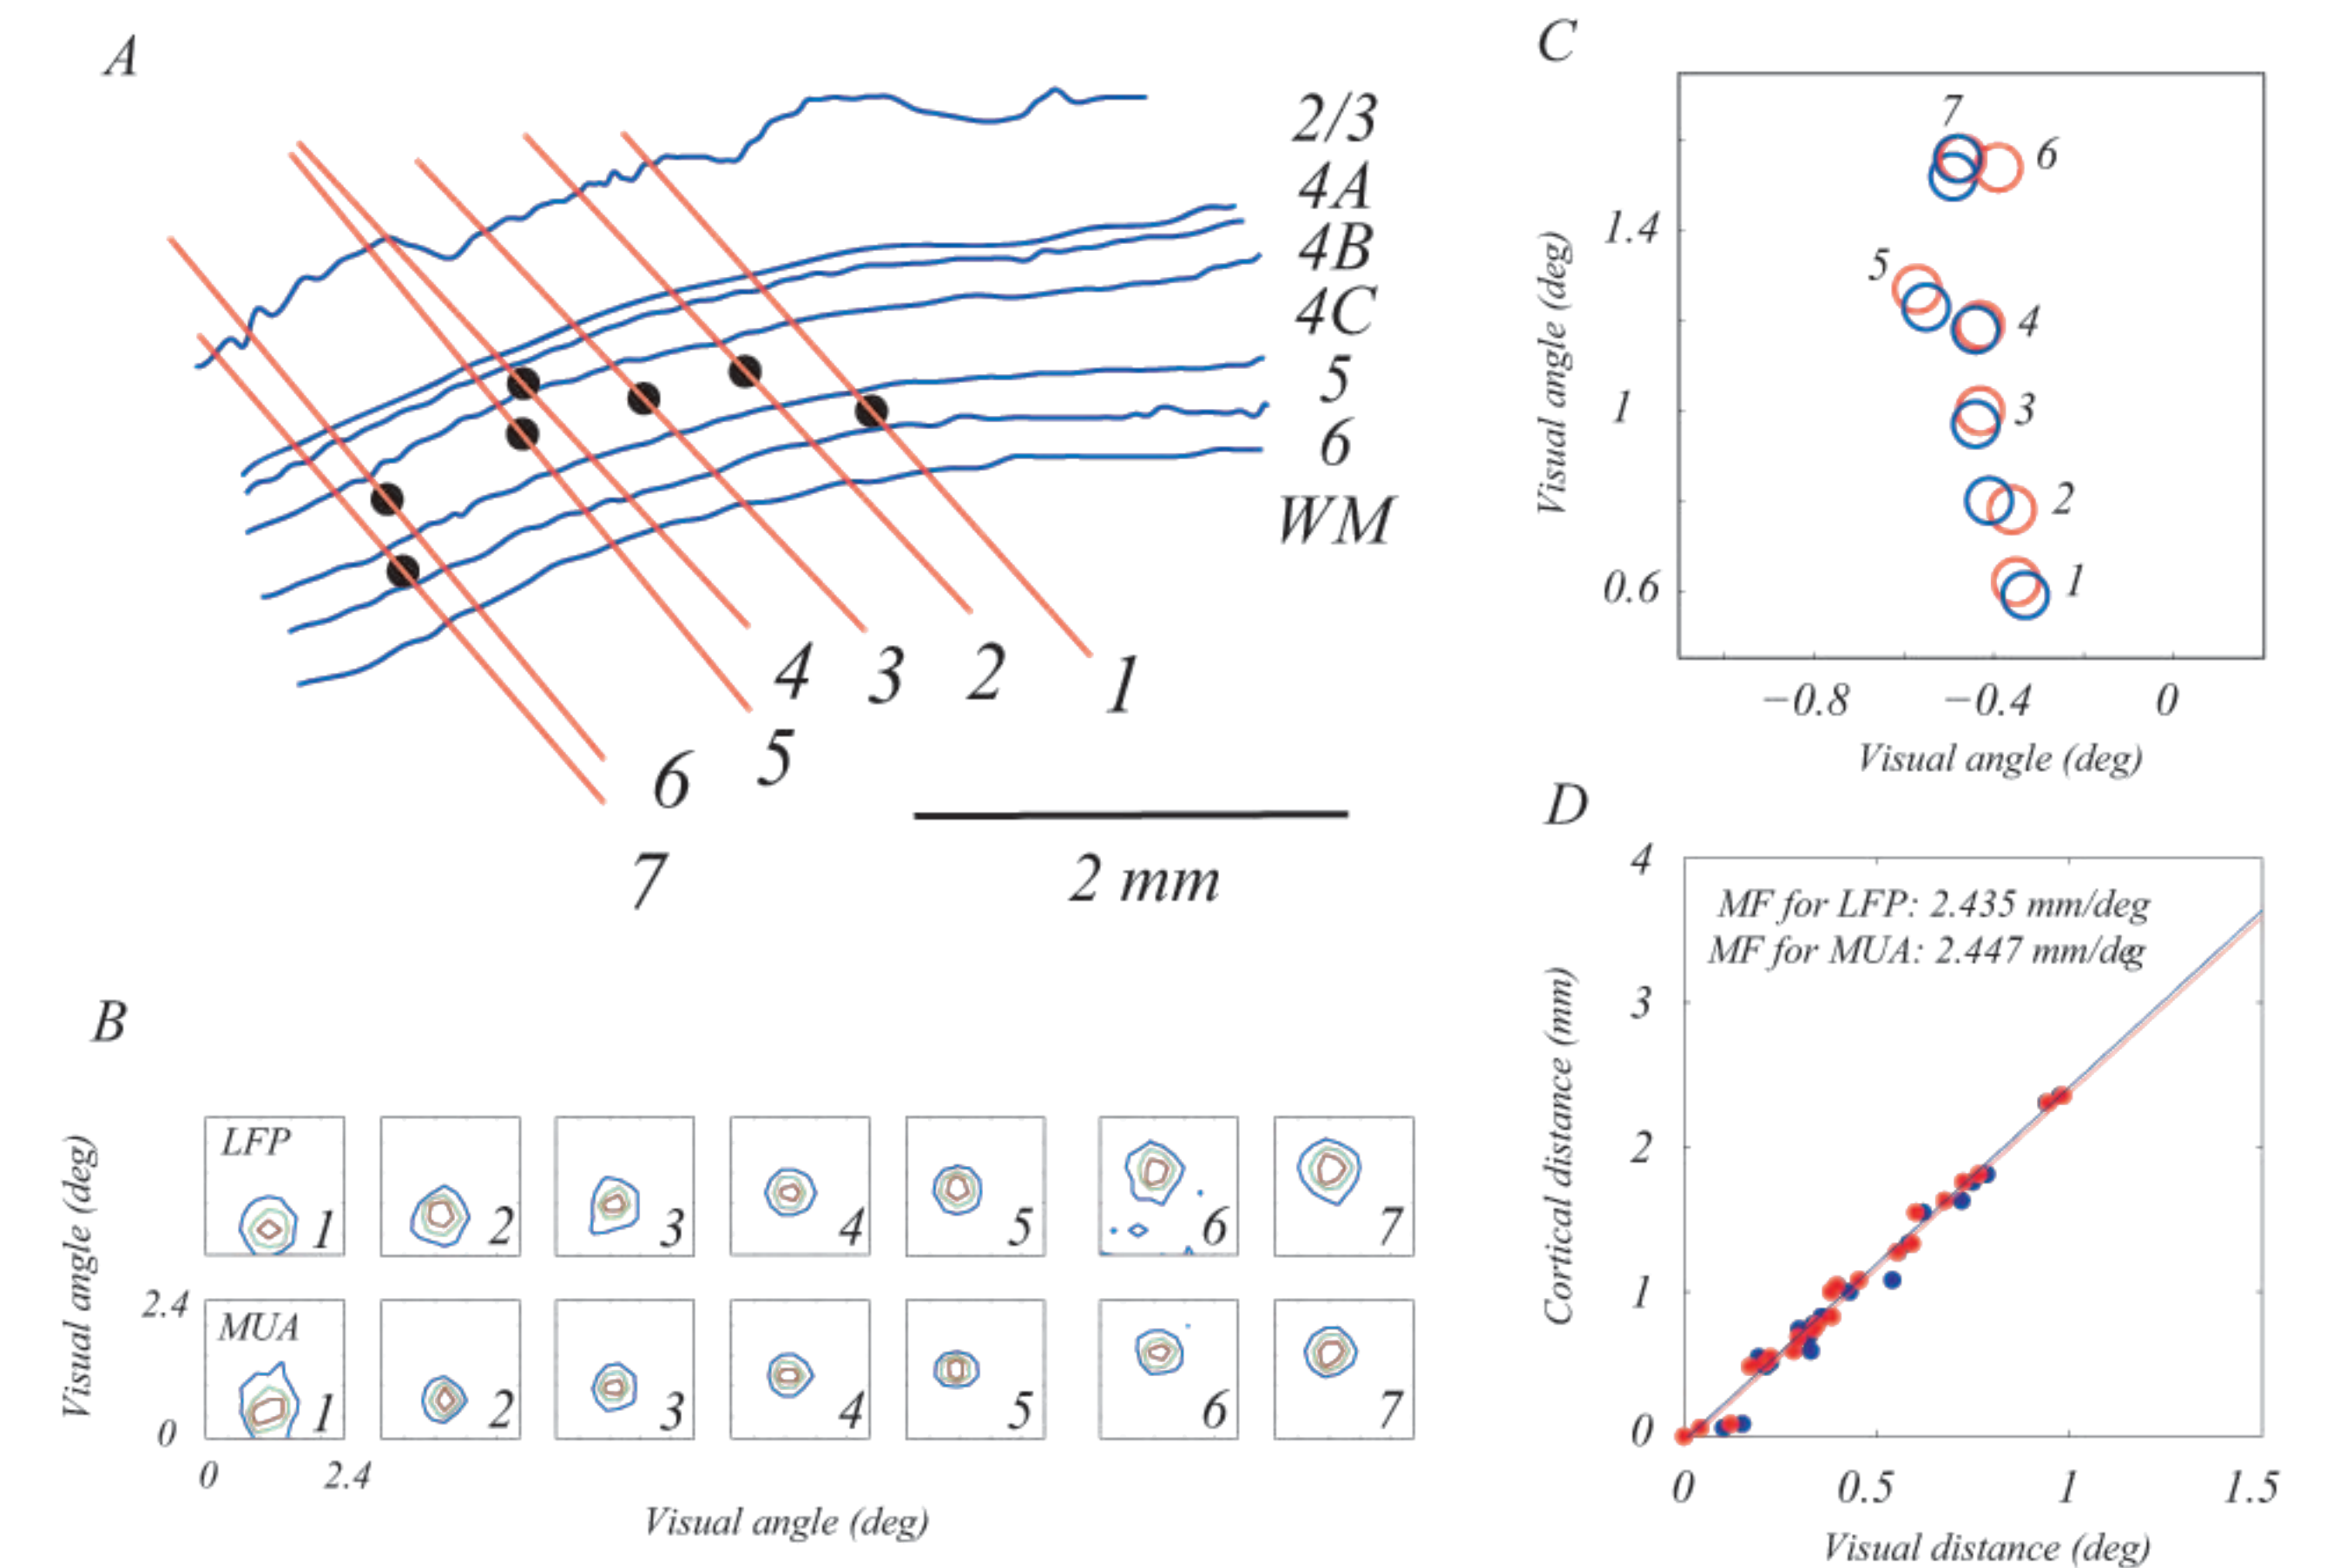 A
2/3
4A
4B
4C
5
6
WM
4 3 2 1
6 5
7
2 mm
B
Visual angle (deg)
LFP
1 2 3 4 5 6 7
2.4
MUA
1 2 3 4 5 6 7
0
0 2.4
Visual angle (deg)
C
Visual angle (deg)
7
6
1.4
5
4
1
3
2
0.6
1
−0.8 −0.4 0
Visual angle (deg)
D
Cortical distance (mm)
4
MF for LFP: 2.435 mm/deg
MF for MUA: 2.447 mm/deg
3
2
1
0
0 0.5 1 1.5
Visual distance (deg)